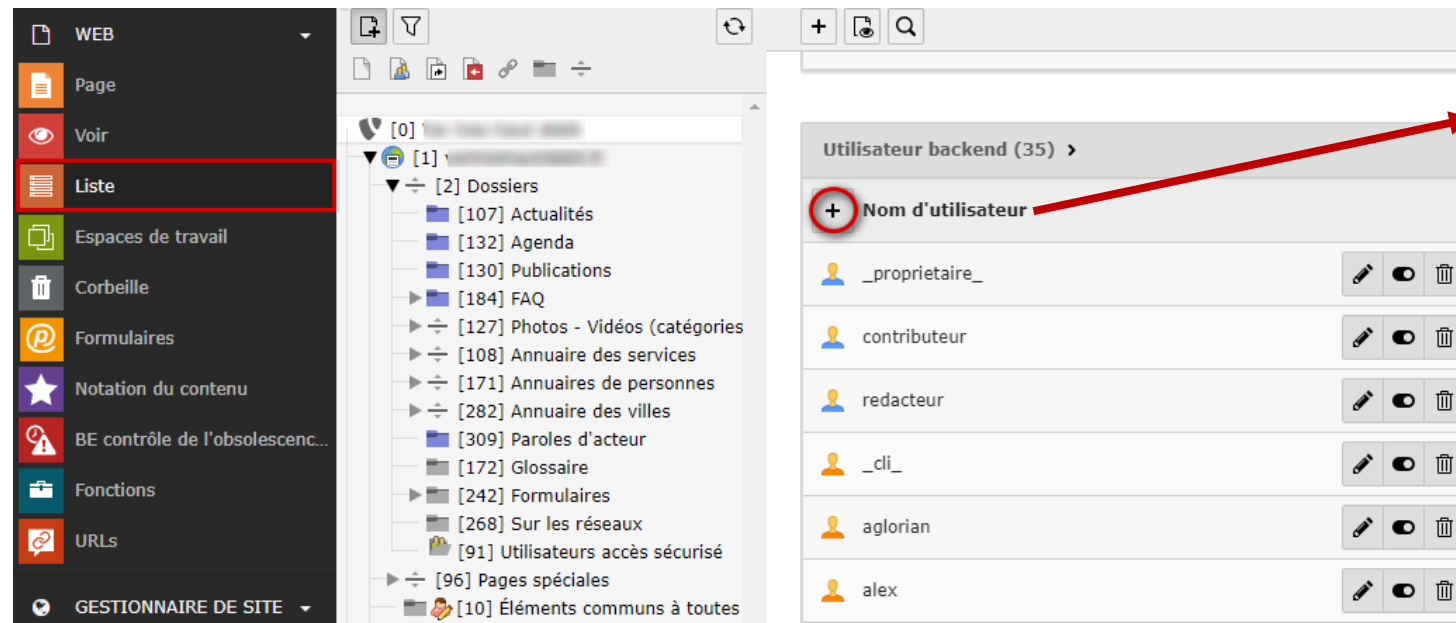 WEB
Page
Voir
Liste
Espaces de travail
Corbeille
Formulaires
Notation du contenu
BE contrôle de l'obsolescenc...
Fonctions
URLs
GESTIONNAIRE DE SITE
[0]
[1]
[2] Dossiers
[107] Actualités
[132] Agenda
[130] Publications
[184] FAQ
[127] Photos - Vidéos (catégories
[108] Annuaire des services
[171] Annuaires de personnes
[282] Annuaire des villes
[309] Paroles d'acteur
[172] Glossaire
[242] Formulaires
[268] Sur les réseaux
[91] Utilisateurs accès sécurisé
[96] Pages spéciales
[10] Éléments communs à toutes
Utilisateur backend (35)
Nom d'utilisateur
_proprietaire_
contributeur
redacteur
_cli_
aglorian
alex